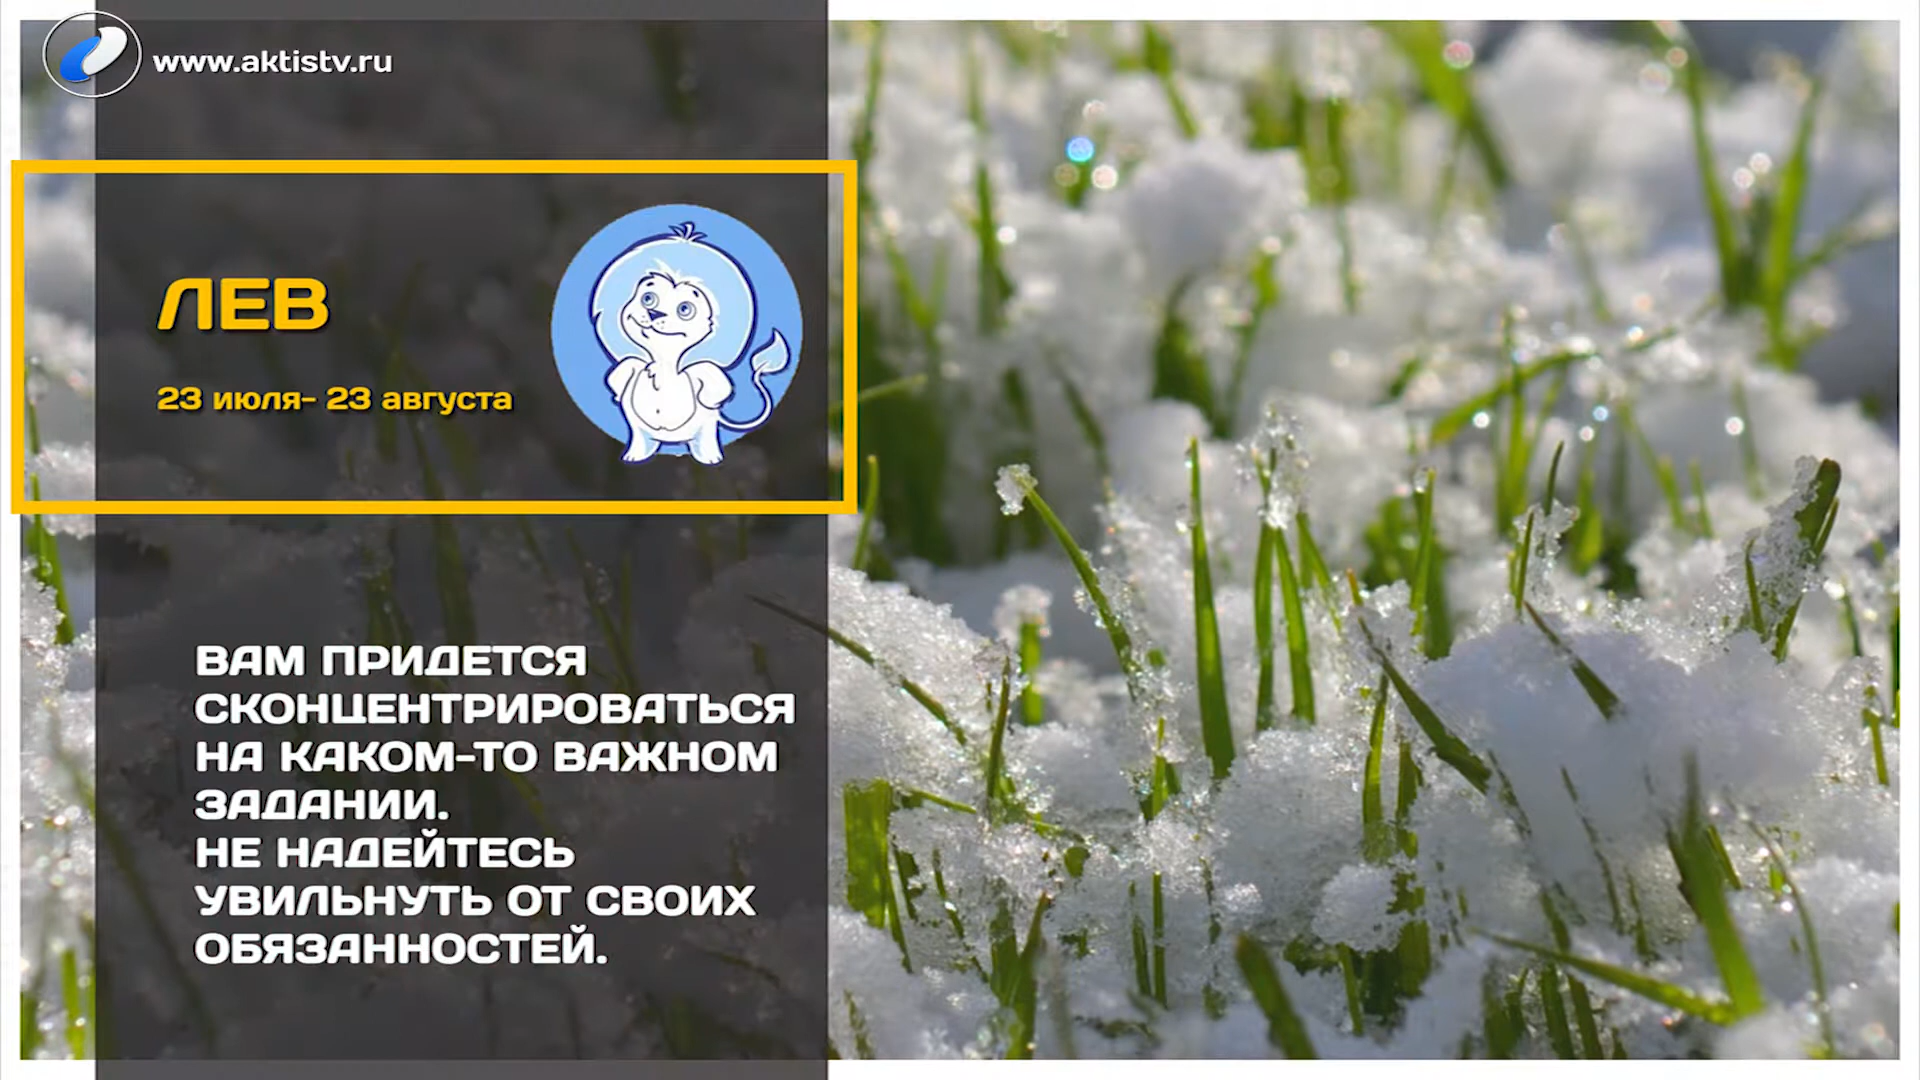 www.aktistv.ru
ЛЕВ
23 июля- 23 августа
ВАМ ПРИДЕТСЯ
СКОНЦЕНТРИРОВАТЬСЯ
НА КАКОМ-ТО ВАЖНОМ
ЗАДАНИИ.
НЕ НАДЕЙТЕСЬ
УВИЛЬНУТЬ ОТ СВОИХ
ОБЯЗАННОСТЕЙ.